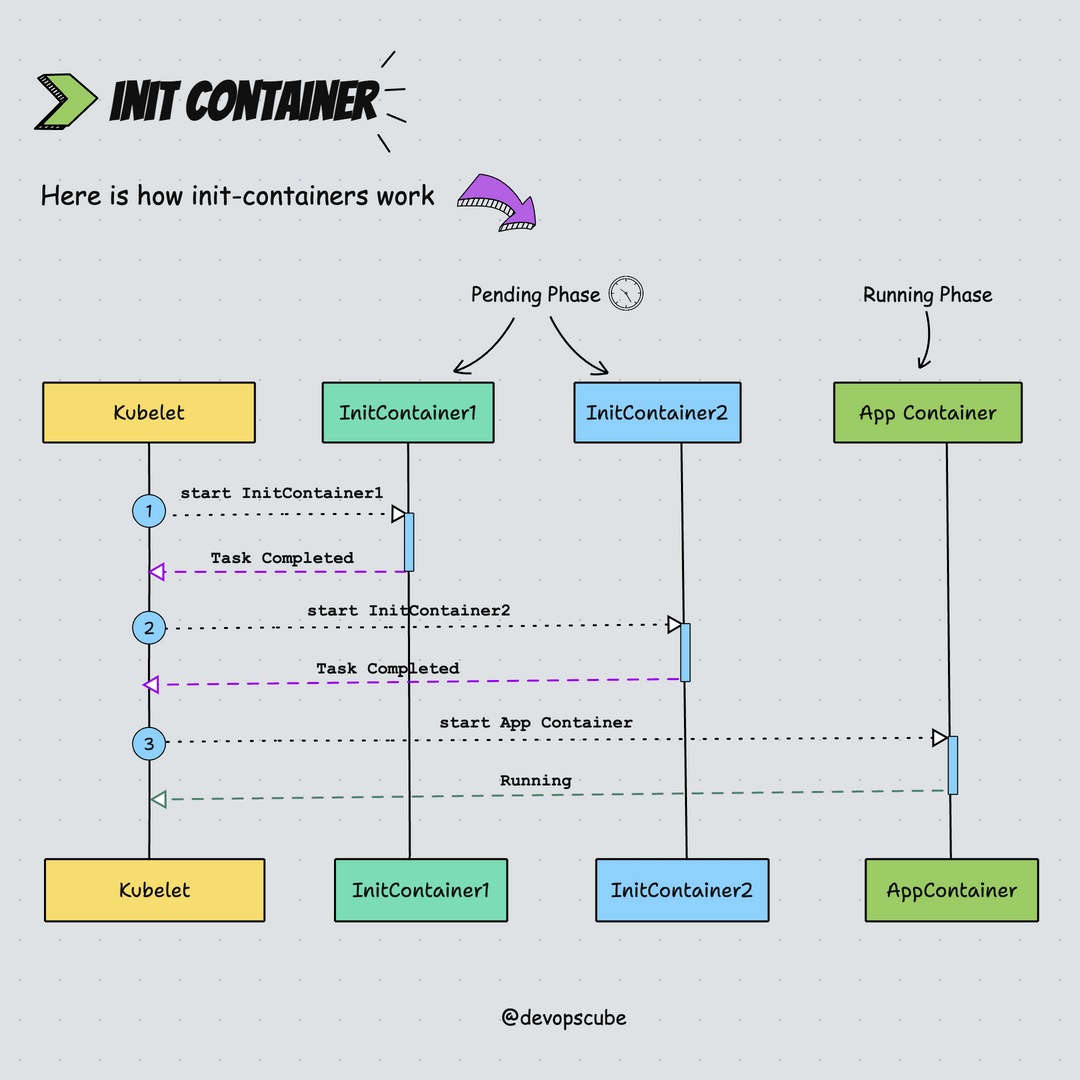 INIT CONTAINER
Here is how init-containers work
Pending Phase
Running Phase
Kubelet
InitContainer1
InitContainer2
App Container
start InitContainer1
1
Task Completed
start InitContainer2
2
Task Completed
start App Container
3
Running
Kubelet
InitContainer1
InitContainer2
AppContainer
@devopscube